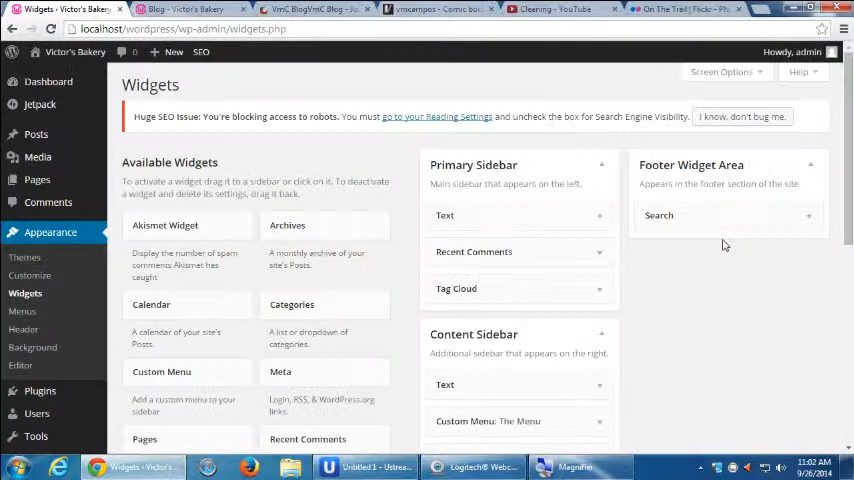 Widgets ‹ Victor's Bakery
Blog - Victor's Bakery
VmC BlogVmC Blog - Ju
vmcampos - Comic boo
Cleaning - YouTube
On The Trail | Flickr - Ph
localhost/wordpress/wp-admin/widgets.php
Victor's Bakery
0
+ New
SEO
Howdy, admin
Dashboard
Jetpack
Posts
Media
Pages
Comments
Appearance
Themes
Customize
Widgets
Menus
Header
Background
Editor
Plugins
Users
Tools
Screen Options
Help
Widgets
Huge SEO Issue: You're blocking access to robots. You must go to your Reading Settings and uncheck the box for Search Engine Visibility.
I know, don't bug me.
Available Widgets
To activate a widget drag it to a sidebar or click on it. To deactivate
a widget and delete its settings, drag it back.
Akismet Widget
Display the number of spam
comments Akismet has
caught
Archives
A monthly archive of your
site's Posts.
Calendar
A calendar of your site's
Posts.
Categories
A list or dropdown of
categories.
Custom Menu
Add a custom menu to your
sidebar
Meta
Login, RSS, & WordPress.org
links.
Pages
Recent Comments
Primary Sidebar
Main sidebar that appears on the left.
Text
Recent Comments
Tag Cloud
Content Sidebar
Additional sidebar that appears on the right.
Text
Custom Menu: The Menu
Footer Widget Area
Appears in the footer section of the site.
Search
Widgets ‹ Victor's...
Untitled 1 - Ustrea...
Logitech® Webc...
Magnifier
11:02 AM
9/26/2014